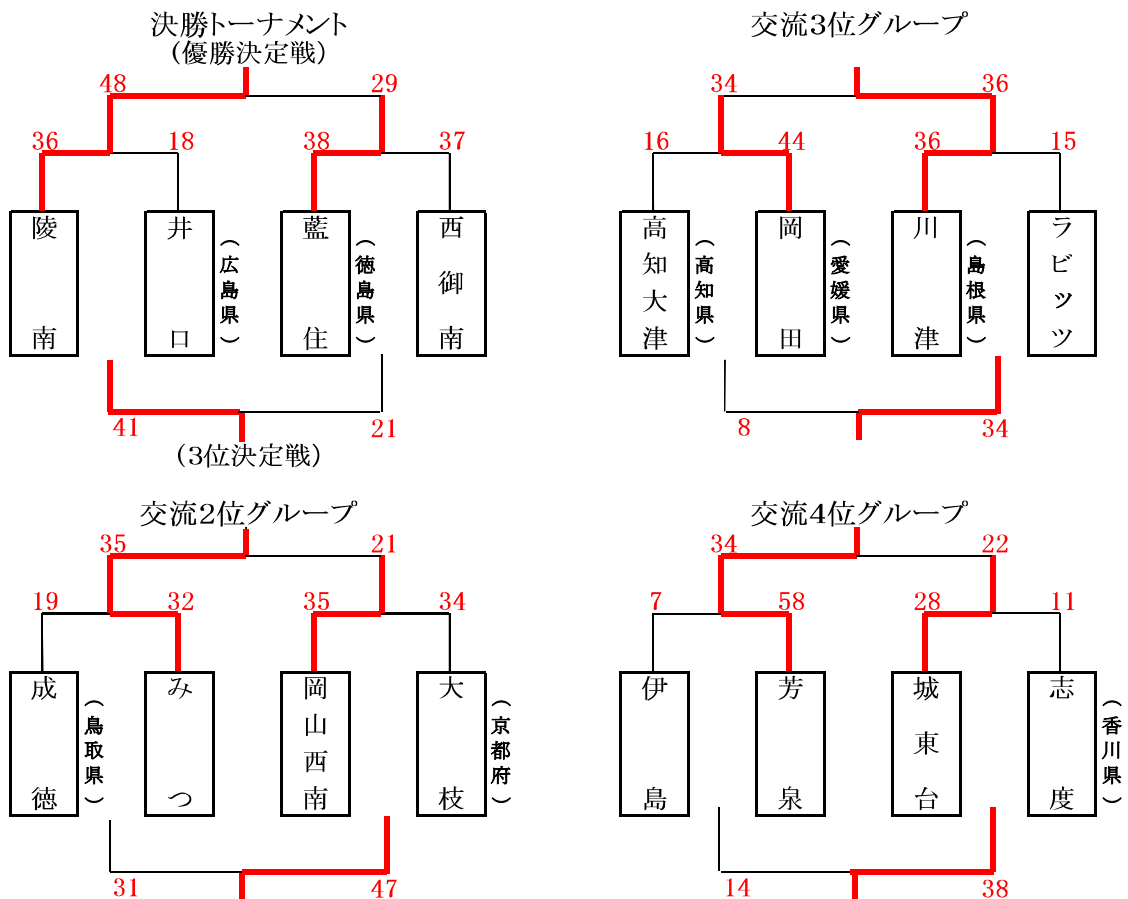 決勝トーナメント
(優勝決定戦)
48
29
36
18
38
37
陵南
井口
(広島県)
藍住
(徳島県)
西御南
41
21
(3位決定戦)
交流3位グループ
34
36
16
44
36
15
高知大津
(高知県)
岡田
(愛媛県)
川津
(島根県)
ラビッツ
8
34
交流2位グループ
35
21
19
32
35
34
成徳
(鳥取県)
みつ
岡山西南
大枝
(京都府)
31
47
交流4位グループ
34
22
7
58
28
11
伊島
芳泉
城東台
志度
(香川県)
14
38